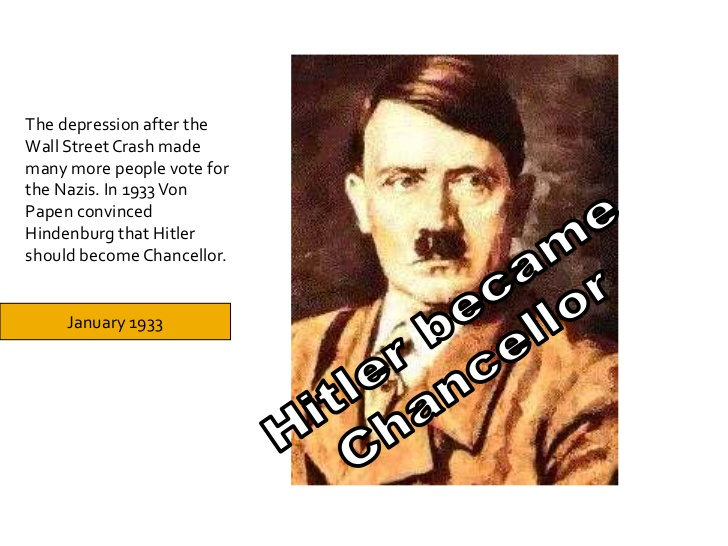 The depression after the
Wall Street Crash made
many more people vote for
the Nazis. In 1933 Von
Papen convinced
Hindenburg that Hitler
should become Chancellor.
January 1933
Hitler became
Chancellor